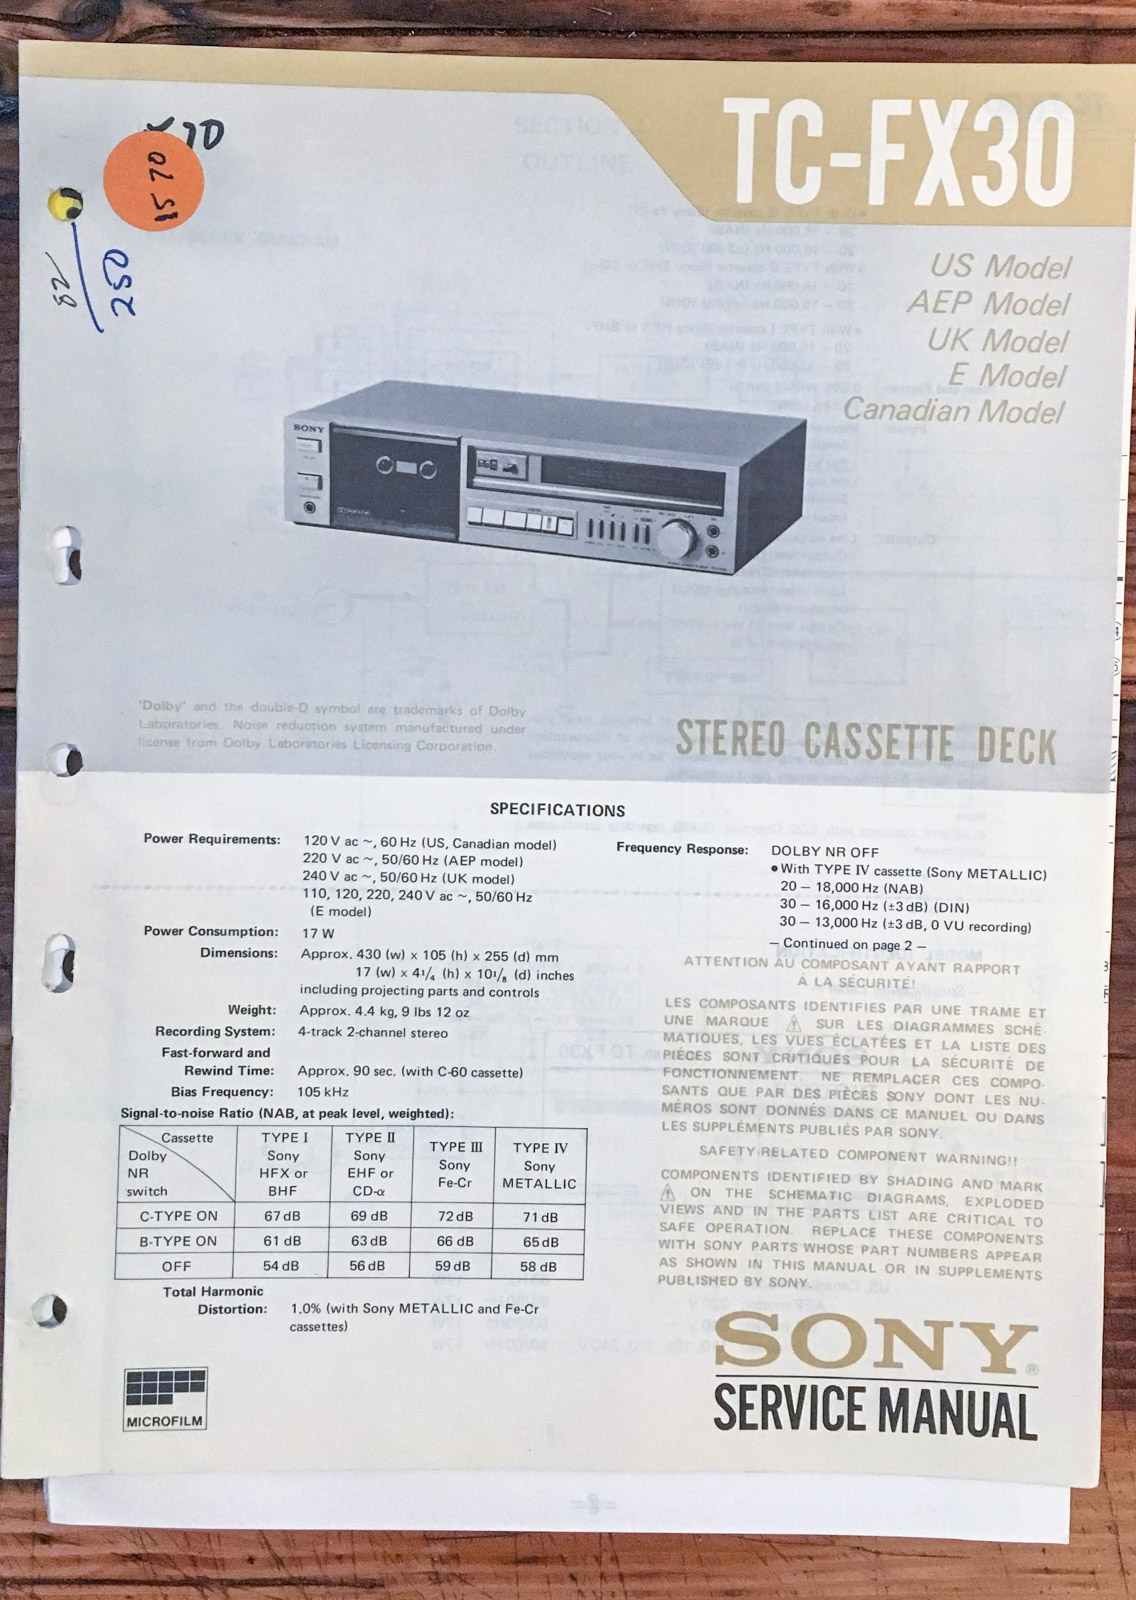 TC-FX30
US Model
AEP Model
UK Model
E Model
Canadian Model
70
15 70
82
250
SONY
'Dolby' and the double-D symbol are trademarks of Dolby
Laboratories. Noise reduction system manufactured under
license from Dolby Laboratories Licensing Corporation.
STEREO CASSETTE DECK
SPECIFICATIONS
Power Requirements: 120 V ac ~, 60 Hz (US, Canadian model)
220 V ac ~, 50/60 Hz (AEP model)
240 V ac ~, 50/60 Hz (UK model)
110, 120, 220, 240 V ac ~, 50/60 Hz
(E model)
Power Consumption: 17 W
Dimensions: Approx. 430 (w) x 105 (h) x 255 (d) mm
17 (w) x 4 1/4 (h) x 10 1/8 (d) inches
including projecting parts and controls
Weight: Approx. 4.4 kg, 9 lbs 12 oz
Recording System: 4-track 2-channel stereo
Fast-forward and
Rewind Time: Approx. 90 sec. (with C-60 cassette)
Bias Frequency: 105 kHz
Signal-to-noise Ratio (NAB, at peak level, weighted):
Cassette
Dolby
NR
switch
TYPE I
Sony
HFX or
BHF
TYPE II
Sony
EHF or
CD-α
TYPE III
Sony
Fe-Cr
TYPE IV
Sony
METALLIC
C-TYPE ON 67 dB 69 dB 72 dB 71 dB
B-TYPE ON 61 dB 63 dB 66 dB 65 dB
OFF 54 dB 56 dB 59 dB 58 dB
Total Harmonic
Distortion: 1.0% (with Sony METALLIC and Fe-Cr
cassettes)
MICROFILM
Frequency Response: DOLBY NR OFF
• With TYPE IV cassette (Sony METALLIC)
20 – 18,000 Hz (NAB)
30 – 16,000 Hz (±3 dB) (DIN)
30 – 13,000 Hz (±3 dB, 0 VU recording)
– Continued on page 2 –
ATTENTION AU COMPOSANT AYANT RAPPORT
À LA SÉCURITÉ!
LES COMPOSANTS IDENTIFIES PAR UNE TRAME ET
UNE MARQUE ⚠ SUR LES DIAGRAMMES SCHÉ-
MATIQUES, LES VUES ÉCLATÉES ET LA LISTE DES
PIÈCES SONT CRITIQUES POUR LA SÉCURITÉ DE
FONCTIONNEMENT. NE REMPLACER CES COMPO-
SANTS QUE PAR DES PIÈCES SONY DONT LES NU-
MÉROS SONT DONNÉS DANS CE MANUEL OU DANS
LES SUPPLÉMENTS PUBLIÉS PAR SONY.
SAFETY-RELATED COMPONENT WARNING!!
COMPONENTS IDENTIFIED BY SHADING AND MARK
⚠ ON THE SCHEMATIC DIAGRAMS, EXPLODED
VIEWS AND IN THE PARTS LIST ARE CRITICAL TO
SAFE OPERATION. REPLACE THESE COMPONENTS
WITH SONY PARTS WHOSE PART NUMBERS APPEAR
AS SHOWN IN THIS MANUAL OR IN SUPPLEMENTS
PUBLISHED BY SONY.
SONY®
SERVICE MANUAL